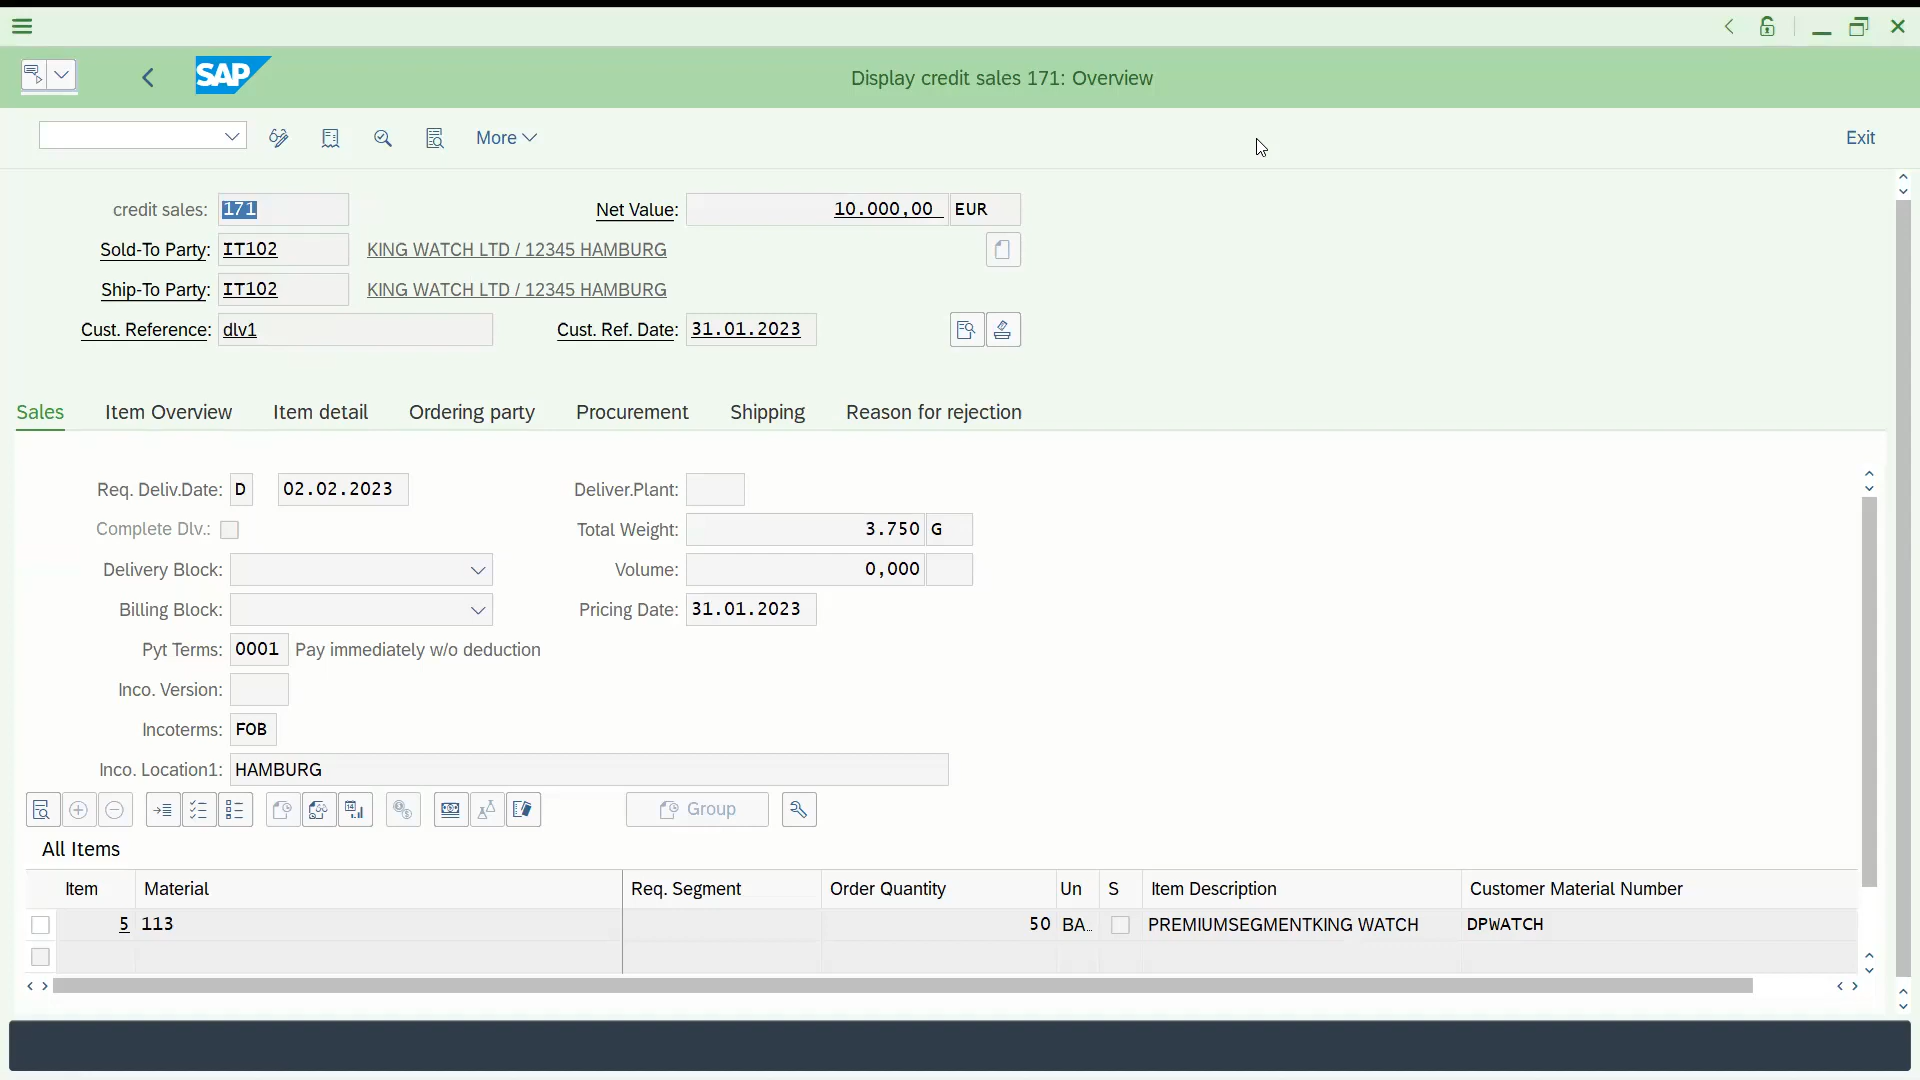 SAP
Display credit sales 171: Overview
More
Exit
credit sales: 171
Net Value: 10.000,00 EUR
Sold-To Party: IT102 KING WATCH LTD / 12345 HAMBURG
Ship-To Party: IT102 KING WATCH LTD / 12345 HAMBURG
Cust. Reference: dlv1
Cust. Ref. Date: 31.01.2023
Sales Item Overview Item detail Ordering party Procurement Shipping Reason for rejection
Req. Deliv.Date: D 02.02.2023
Deliver.Plant:
Complete Dlv.:
Total Weight: 3.750 G
Delivery Block:
Volume: 0,000
Billing Block:
Pricing Date: 31.01.2023
Pyt Terms: 0001 Pay immediately w/o deduction
Inco. Version:
Incoterms: FOB
Inco. Location1: HAMBURG
Group
All Items
Item Material Req. Segment Order Quantity Un S Item Description Customer Material Number
5 113 50 BA.. PREMIUMSEGMENTKING WATCH DPWATCH